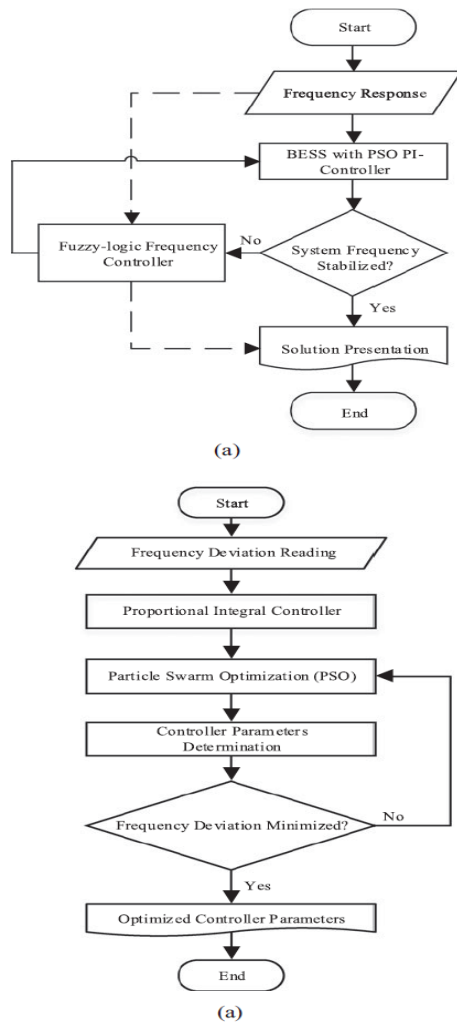 Start
Frequency Response
BESS with PSO PI-
Controller
No
Fuzzy-logic Frequency
Controller
System Frequency
Stabilized?
Yes
Solution Presentation
End
(a)
Start
Frequency Deviation Reading
Proportional Integral Controller
Particle Swarm Optimization (PSO)
Controller Parameters
Determination
Frequency Deviation Minimized?
No
Yes
Optimized Controller Parameters
End
(a)